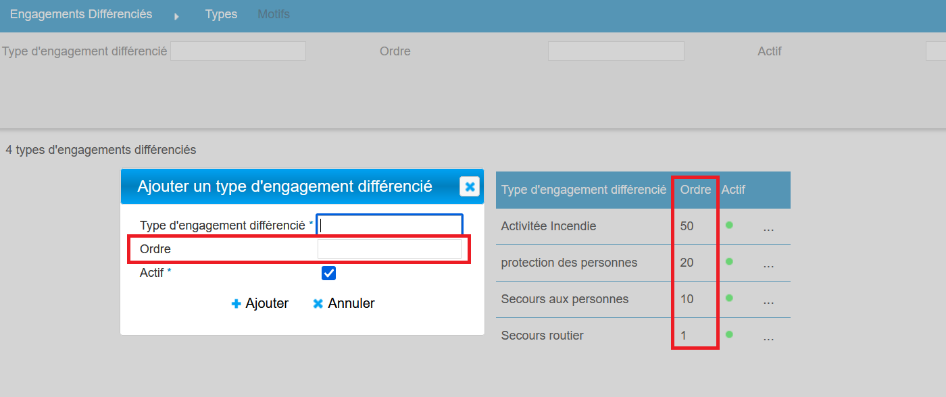 Engagements Différenciés Types Motifs
Type d'engagement différencié Ordre Actif
4 types d'engagements différenciés
Ajouter un type d'engagement différencié
Type d'engagement différencié *
Ordre
Actif *
Ajouter Annuler
Type d'engagement différencié Ordre Actif
Activitée Incendie 50 ...
protection des personnes 20 ...
Secours aux personnes 10 ...
Secours routier 1 ...